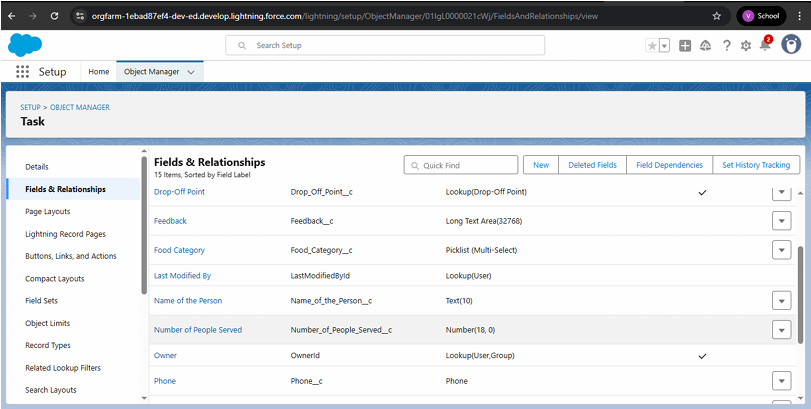 orgfarm-1ebad87ef4-dev-ed.develop.lightning.force.com/lightning/setup/ObjectManager/01IgL0000021cWj/FieldsAndRelationships/view
V School
Search Setup
2
Setup Home Object Manager
SETUP > OBJECT MANAGER
Task
Details
Fields & Relationships
Page Layouts
Lightning Record Pages
Buttons, Links, and Actions
Compact Layouts
Field Sets
Object Limits
Record Types
Related Lookup Filters
Search Layouts
Fields & Relationships
15 Items, Sorted by Field Label
Quick Find New Deleted Fields Field Dependencies Set History Tracking
Drop-Off Point Drop_Off_Point__c Lookup(Drop-Off Point)
Feedback Feedback__c Long Text Area(32768)
Food Category Food_Category__c Picklist (Multi-Select)
Last Modified By LastModifiedById Lookup(User)
Name of the Person Name_of_the_Person__c Text(10)
Number of People Served Number_of_People_Served__c Number(18, 0)
Owner OwnerId Lookup(User,Group)
Phone Phone__c Phone